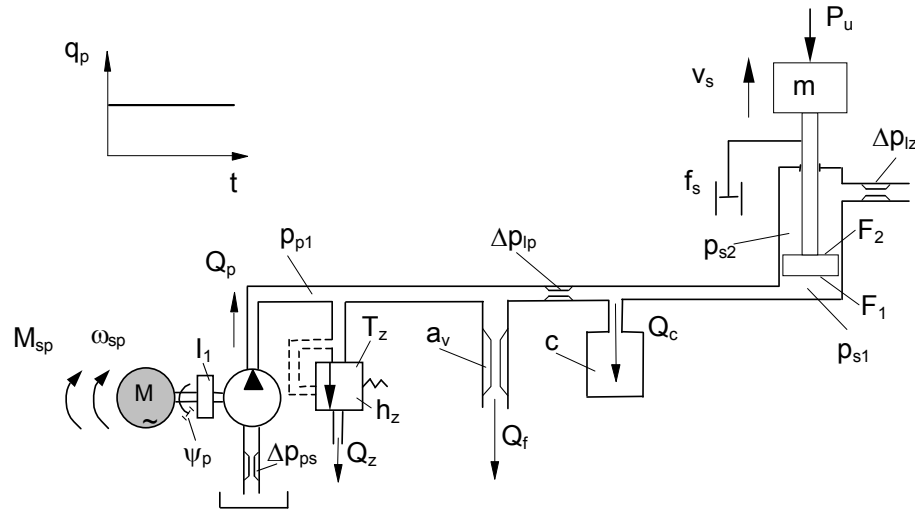 P_u
q_p
v_s
m
Δp_lz
t
f_s
p_s2
F_2
Q_p
p_p1
Δp_lp
F_1
M_sp
ω_sp
I_1
T_z
a_v
c
Q_c
p_s1
M
~
h_z
ψ_p
Δp_ps
Q_z
Q_f